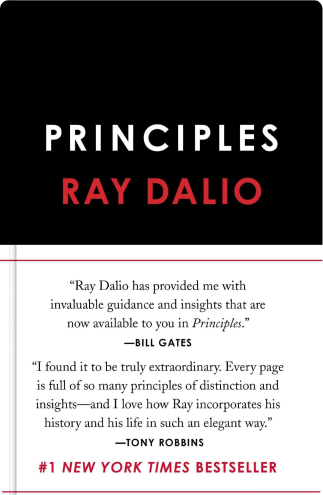 PRINCIPLES
RAY DALIO
“Ray Dalio has provided me with
invaluable guidance and insights that are
now available to you in Principles.”
—BILL GATES
“I found it to be truly extraordinary. Every page
is full of so many principles of distinction and
insights—and I love how Ray incorporates his
history and his life in such an elegant way.”
—TONY ROBBINS
#1 NEW YORK TIMES BESTSELLER